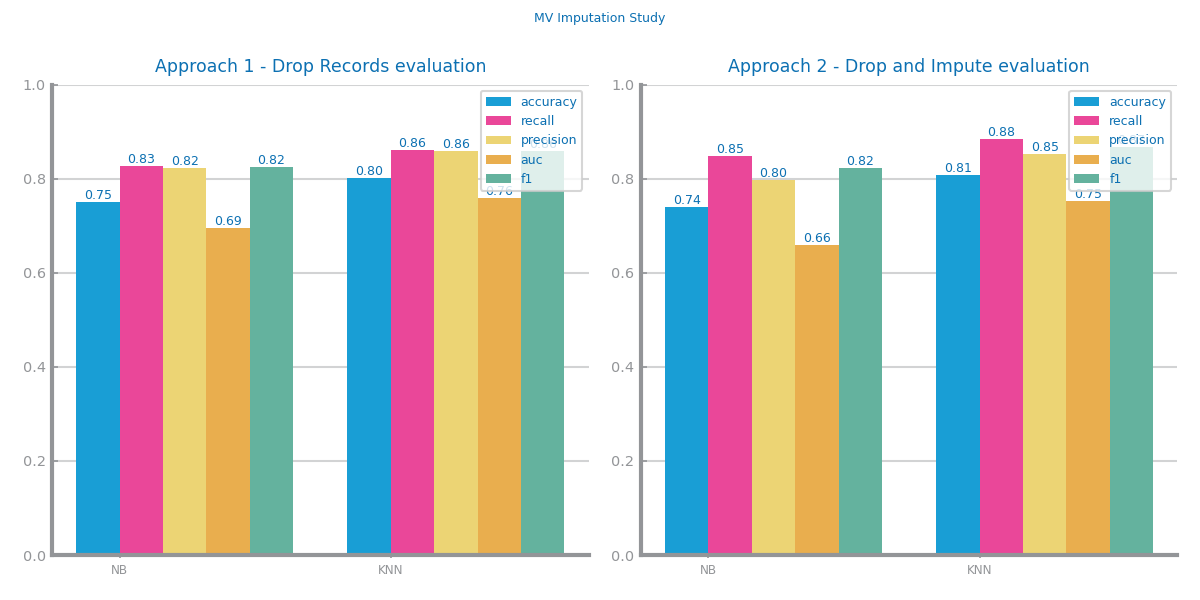 MV Imputation Study
Approach 1 - Drop Records evaluation
1.0
0.8
0.6
0.4
0.2
0.0
0.75
0.83
0.82
0.69
0.82
0.80
0.86
0.86
0.76
0.86
accuracy
recall
precision
auc
f1
NB
KNN
Approach 2 - Drop and Impute evaluation
1.0
0.8
0.6
0.4
0.2
0.0
0.74
0.85
0.80
0.66
0.82
0.81
0.88
0.85
0.75
accuracy
recall
precision
auc
f1
NB
KNN